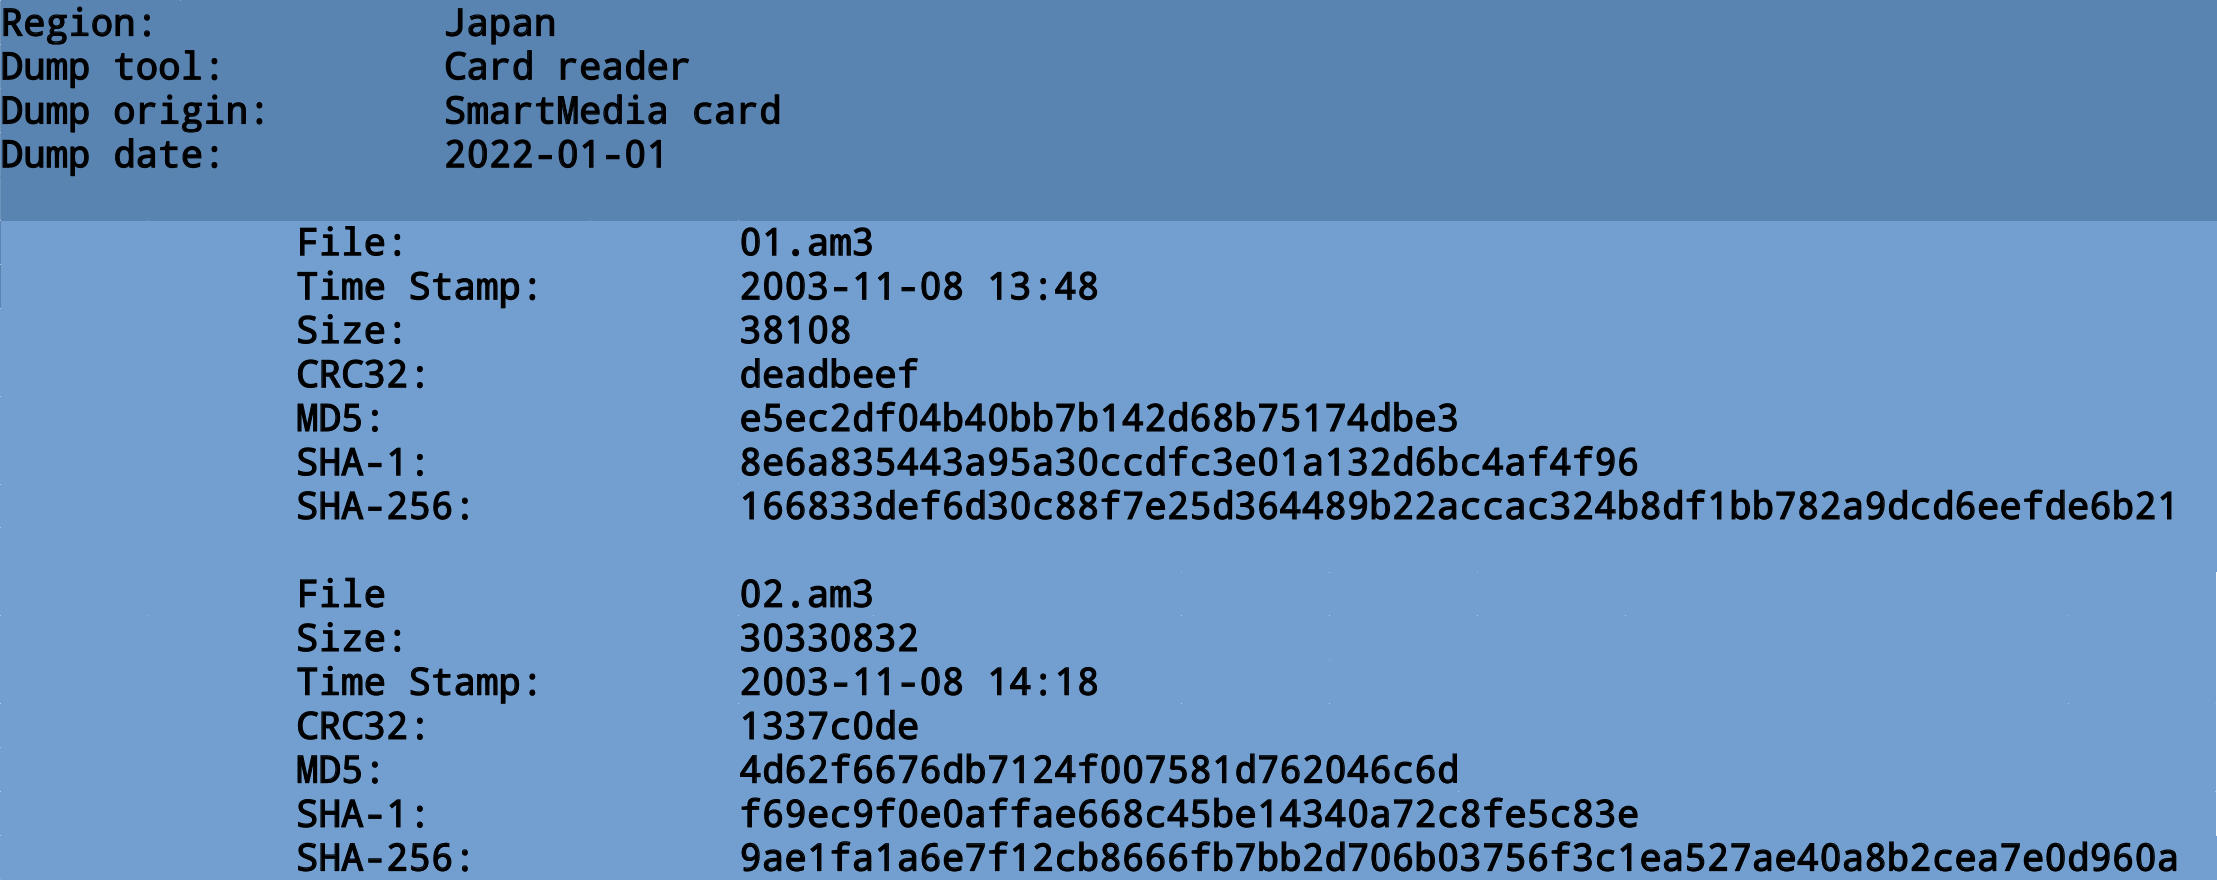 Region: Japan
Dump tool: Card reader
Dump origin: SmartMedia card
Dump date: 2022-01-01
File: 01.am3
Time Stamp: 2003-11-08 13:48
Size: 38108
CRC32: deadbeef
MD5: e5ec2df04b40bb7b142d68b75174dbe3
SHA-1: 8e6a835443a95a30ccdfc3e01a132d6bc4af4f96
SHA-256: 166833def6d30c88f7e25d364489b22accac324b8df1bb782a9dcd6eefde6b21
File 02.am3
Size: 30330832
Time Stamp: 2003-11-08 14:18
CRC32: 1337c0de
MD5: 4d62f6676db7124f007581d762046c6d
SHA-1: f69ec9f0e0affae668c45be14340a72c8fe5c83e
SHA-256: 9ae1fa1a6e7f12cb8666fb7bb2d706b03756f3c1ea527ae40a8b2cea7e0d960a